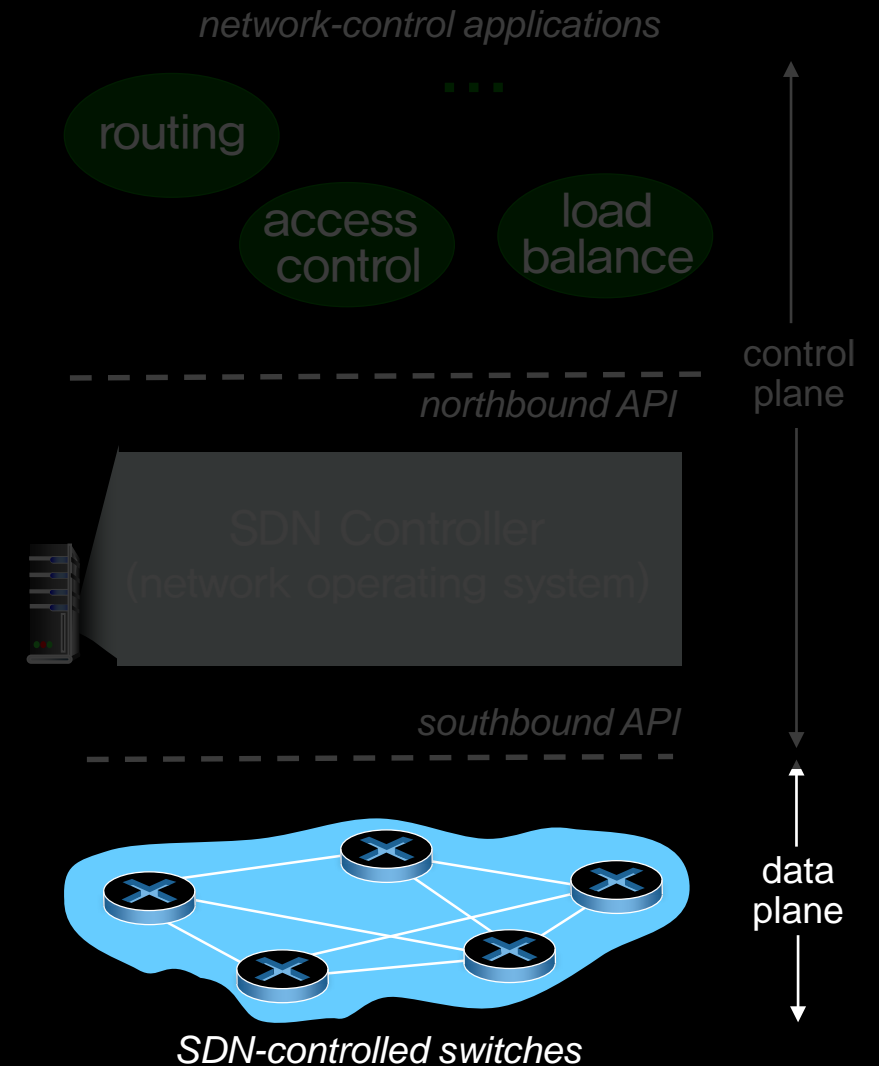 network-control applications
...
routing
access
control
load
balance
control
plane
northbound API
SDN Controller
(network operating system)
southbound API
data
plane
SDN-controlled switches